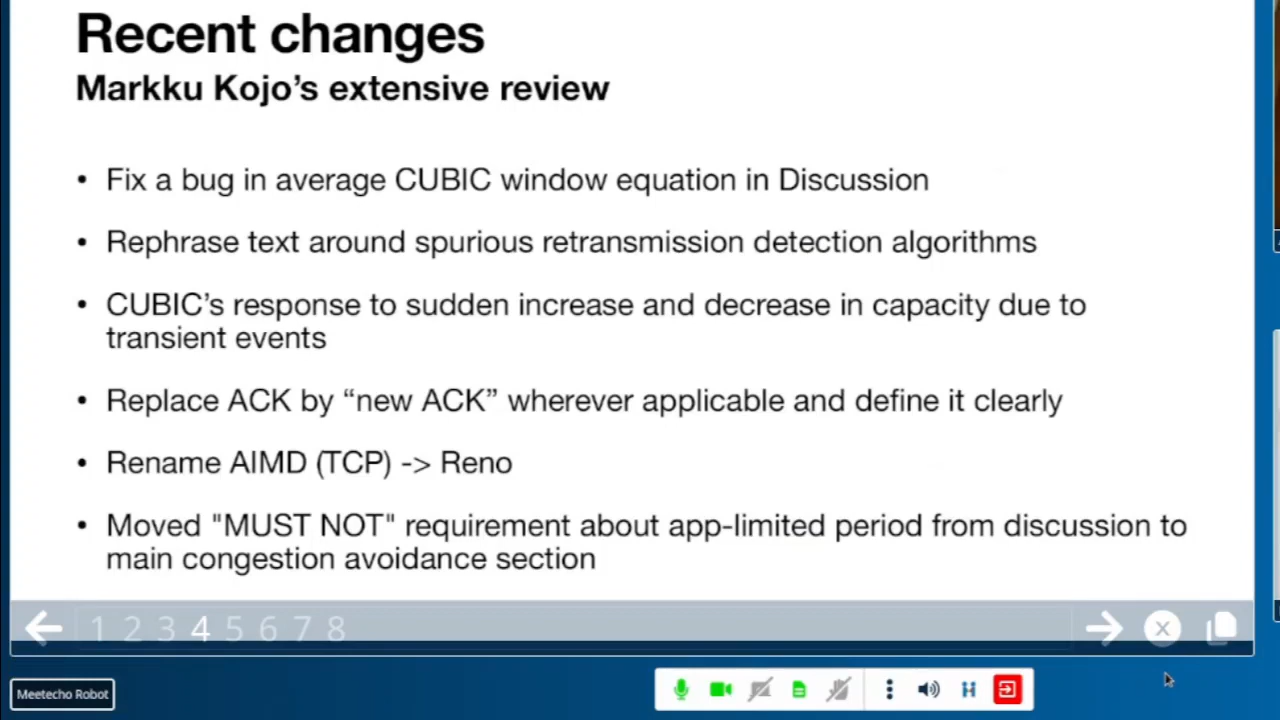 Recent changes
Markku Kojo’s extensive review
• Fix a bug in average CUBIC window equation in Discussion
• Rephrase text around spurious retransmission detection algorithms
• CUBIC’s response to sudden increase and decrease in capacity due to
transient events
• Replace ACK by “new ACK” wherever applicable and define it clearly
• Rename AIMD (TCP) -> Reno
• Moved "MUST NOT" requirement about app-limited period from discussion to
main congestion avoidance section
1 2 3 4 5 6 7 8
Meetecho Robot